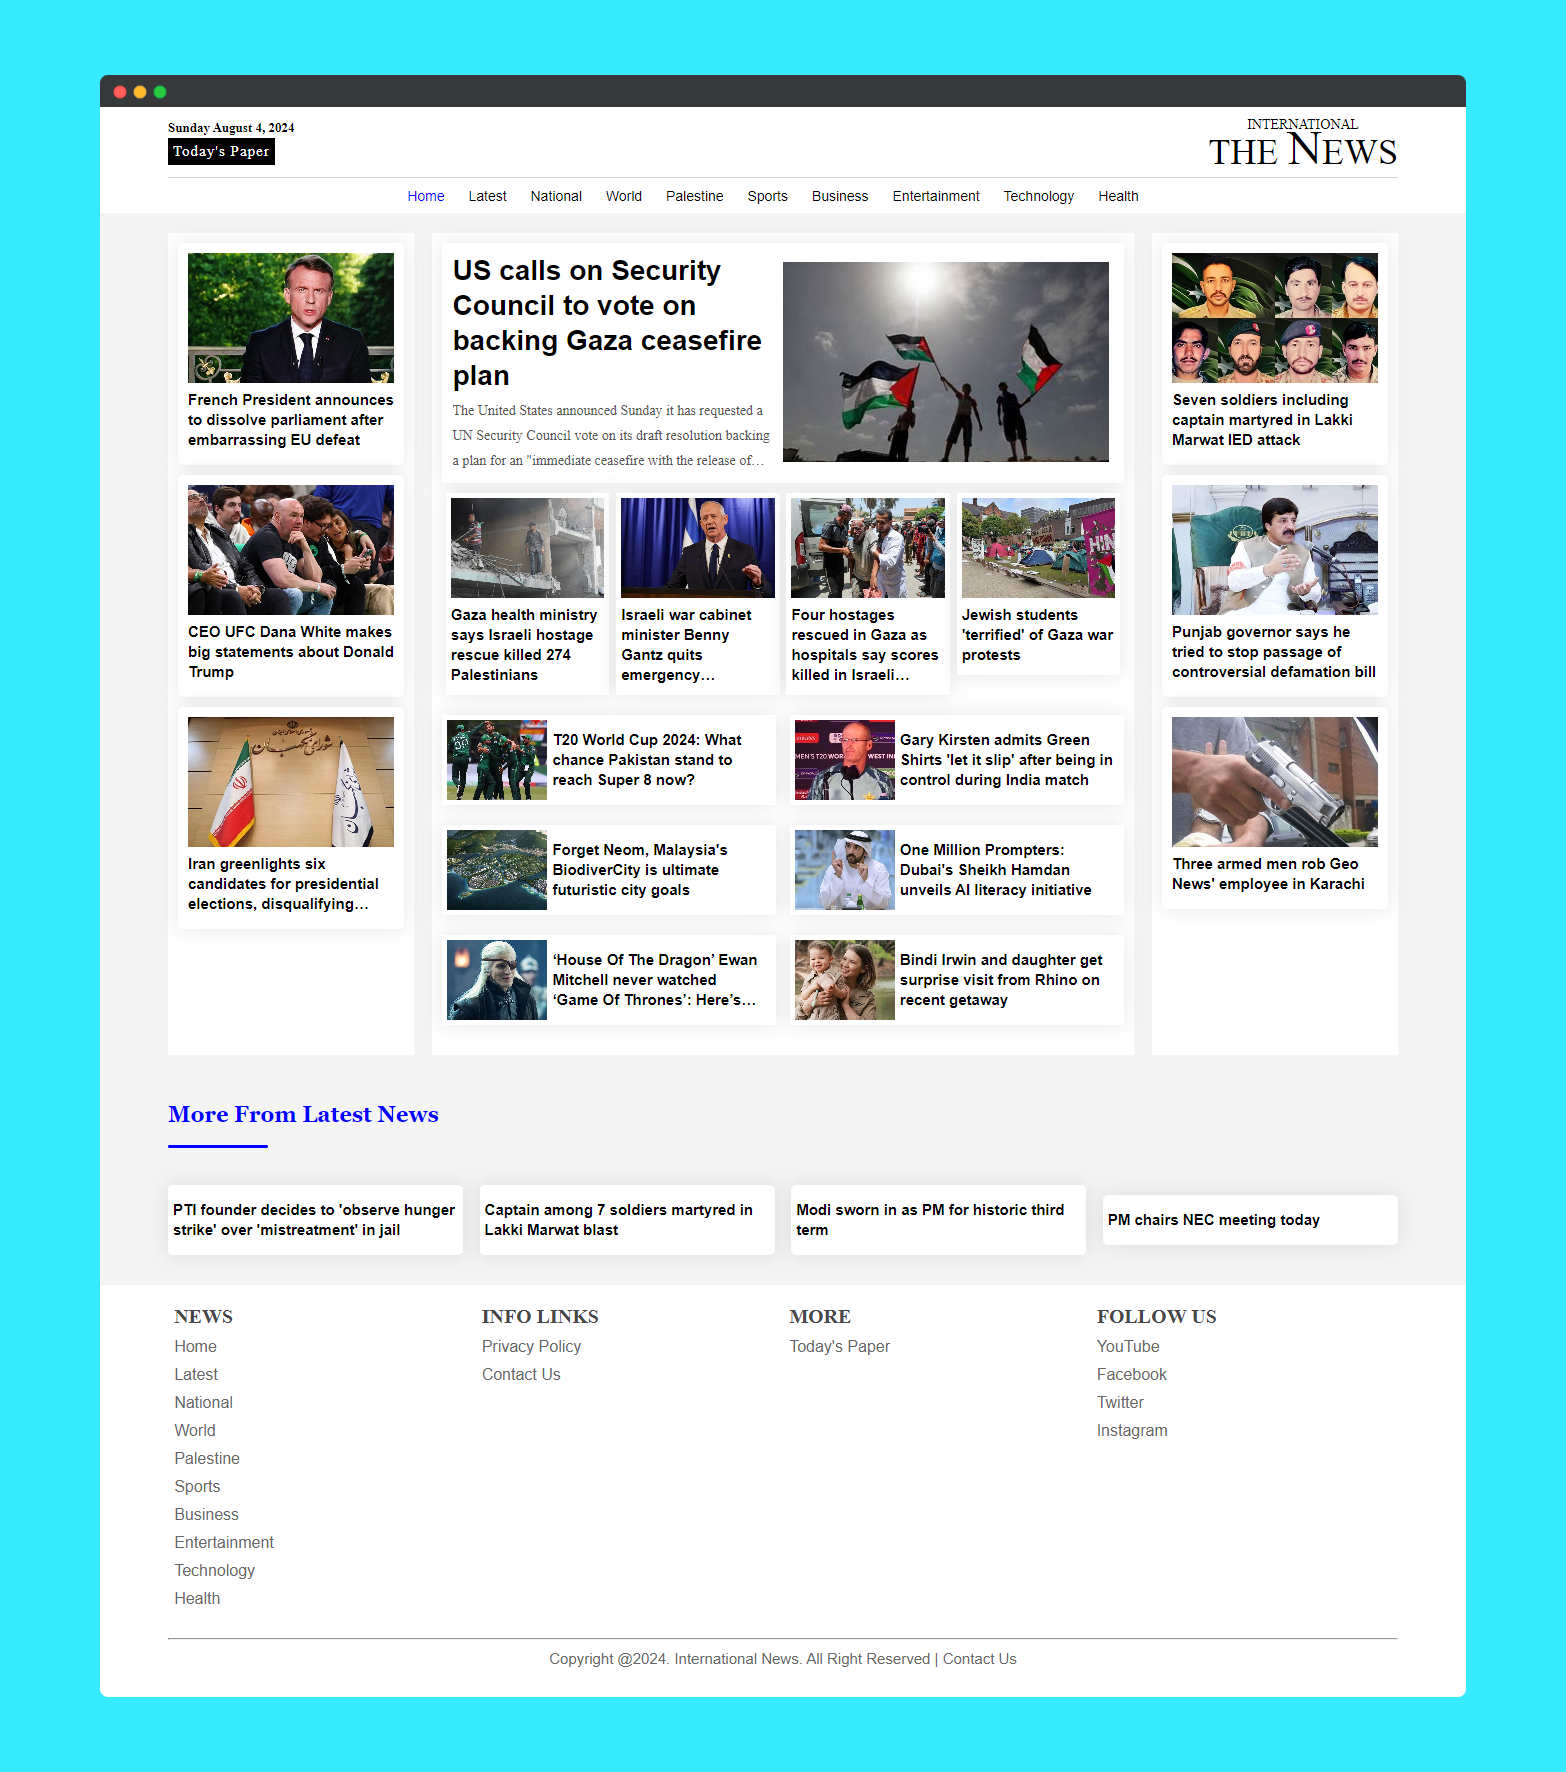 Sunday August 4, 2024
Today's Paper
INTERNATIONAL
THE NEWS
Home Latest National World Palestine Sports Business Entertainment Technology Health
French President announces
to dissolve parliament after
embarrassing EU defeat
CEO UFC Dana White makes
big statements about Donald
Trump
Iran greenlights six
candidates for presidential
elections, disqualifying…
US calls on Security
Council to vote on
backing Gaza ceasefire
plan
The United States announced Sunday it has requested a
UN Security Council vote on its draft resolution backing
a plan for an "immediate ceasefire with the release of…
Gaza health ministry
says Israeli hostage
rescue killed 274
Palestinians
Israeli war cabinet
minister Benny
Gantz quits
emergency…
Four hostages
rescued in Gaza as
hospitals say scores
killed in Israeli…
Jewish students
'terrified' of Gaza war
protests
T20 World Cup 2024: What
chance Pakistan stand to
reach Super 8 now?
Gary Kirsten admits Green
Shirts 'let it slip' after being in
control during India match
Forget Neom, Malaysia's
BiodiverCity is ultimate
futuristic city goals
One Million Prompters:
Dubai's Sheikh Hamdan
unveils AI literacy initiative
‘House Of The Dragon’ Ewan
Mitchell never watched
‘Game Of Thrones’: Here’s…
Bindi Irwin and daughter get
surprise visit from Rhino on
recent getaway
Seven soldiers including
captain martyred in Lakki
Marwat IED attack
Punjab governor says he
tried to stop passage of
controversial defamation bill
Three armed men rob Geo
News' employee in Karachi
More From Latest News
PTI founder decides to 'observe hunger
strike' over 'mistreatment' in jail
Captain among 7 soldiers martyred in
Lakki Marwat blast
Modi sworn in as PM for historic third
term
PM chairs NEC meeting today
NEWS
Home
Latest
National
World
Palestine
Sports
Business
Entertainment
Technology
Health
INFO LINKS
Privacy Policy
Contact Us
MORE
Today's Paper
FOLLOW US
YouTube
Facebook
Twitter
Instagram
Copyright @2024. International News. All Right Reserved | Contact Us